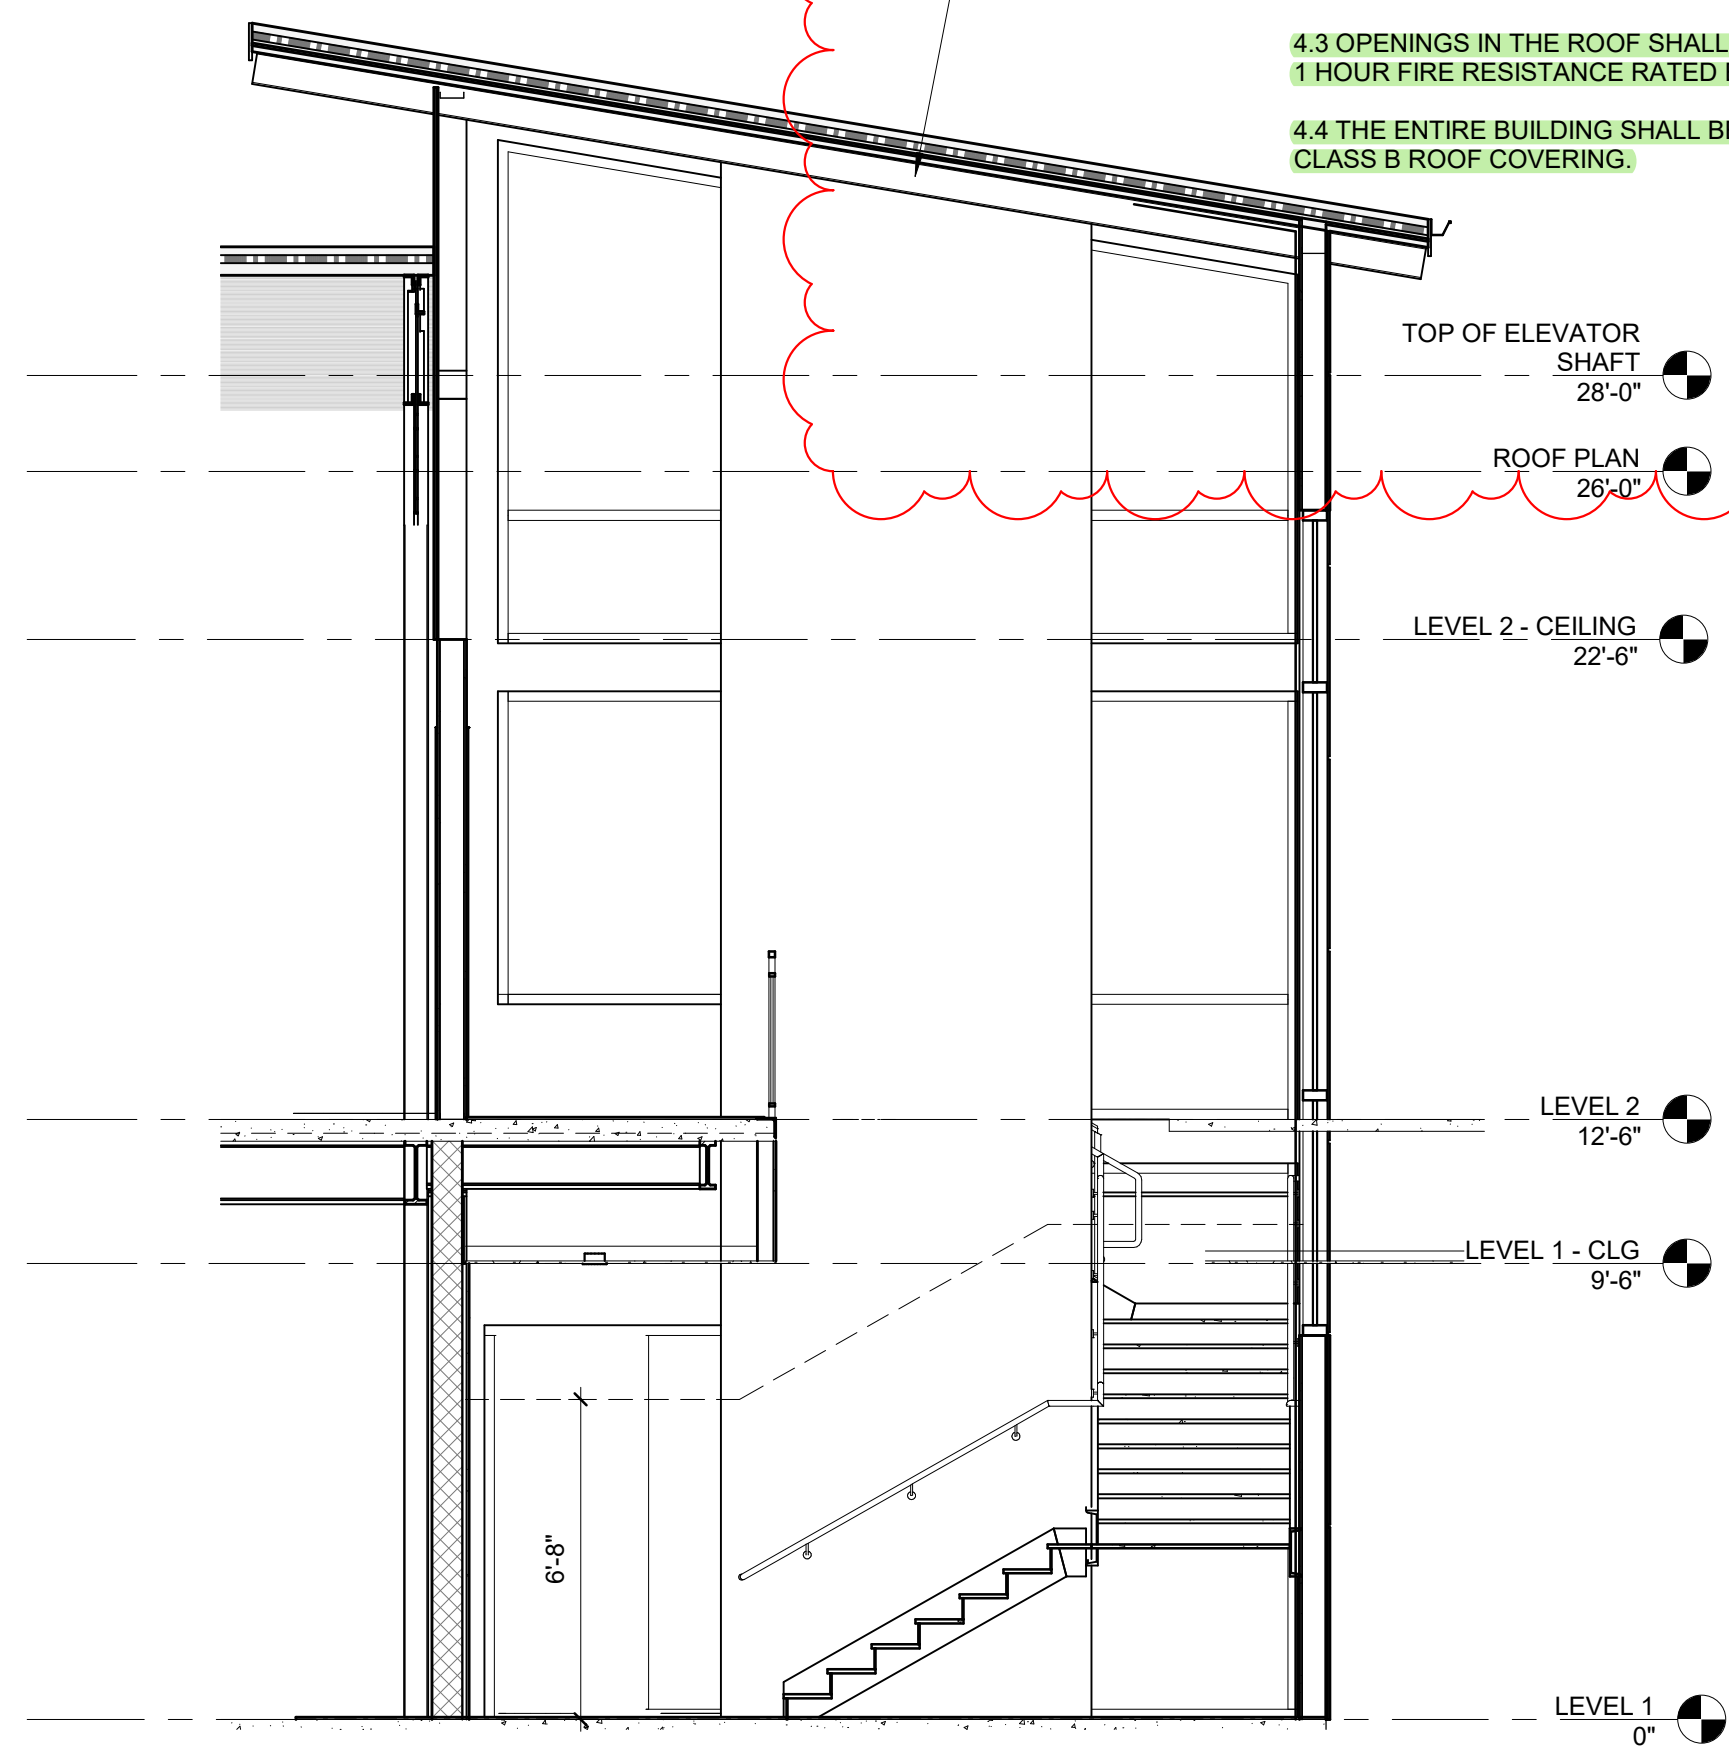 4.3 OPENINGS IN THE ROOF SHALL
1 HOUR FIRE RESISTANCE RATED
4.4 THE ENTIRE BUILDING SHALL
CLASS B ROOF COVERING.
TOP OF ELEVATOR
SHAFT
28'-0"
ROOF PLAN
26'-0"
LEVEL 2 - CEILING
22'-6"
LEVEL 2
12'-6"
LEVEL 1 - CLG
9'-6"
6'-8"
LEVEL 1
0"